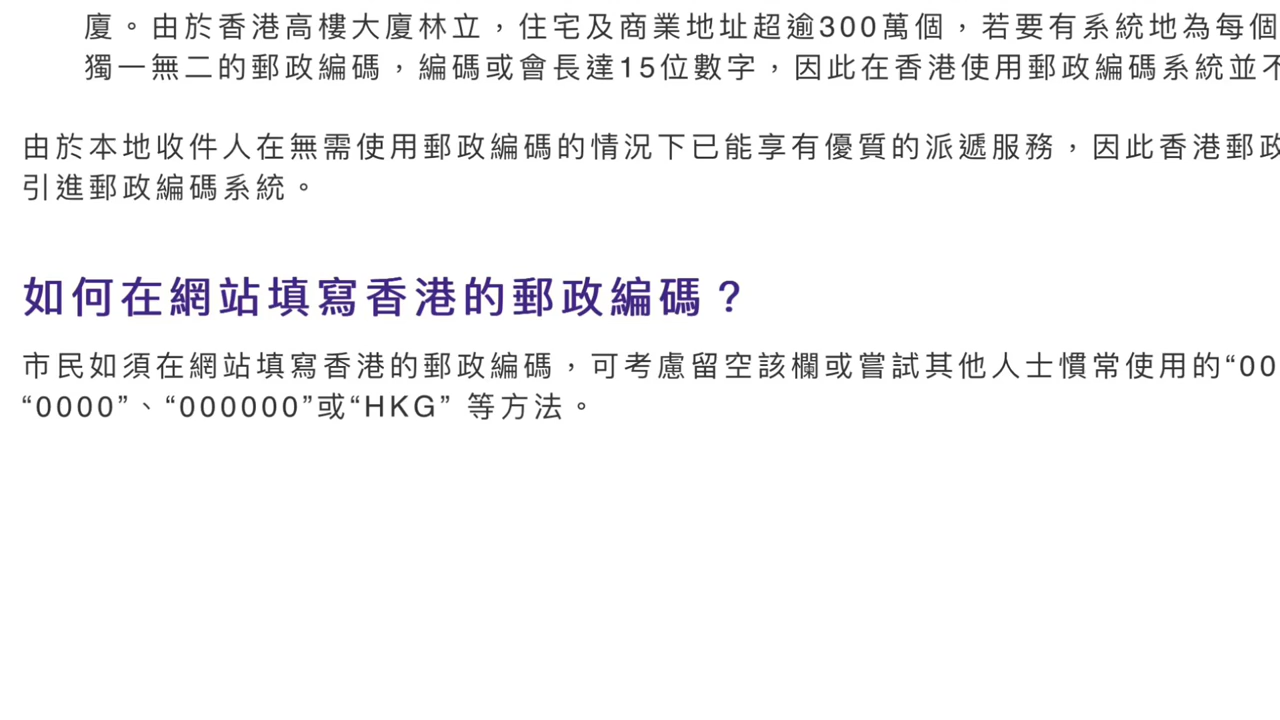 廈。由於香港高樓大廈林立，住宅及商業地址超逾300萬個，若要有系統地為每個
獨一無二的郵政編碼，編碼或會長達15位數字，因此在香港使用郵政編碼系統並不
由於本地收件人在無需使用郵政編碼的情況下已能享有優質的派遞服務，因此香港郵政
引進郵政編碼系統。
如何在網站填寫香港的郵政編碼？
市民如須在網站填寫香港的郵政編碼，可考慮留空該欄或嘗試其他人士慣常使用的“00
“0000”、“000000”或“HKG” 等方法。